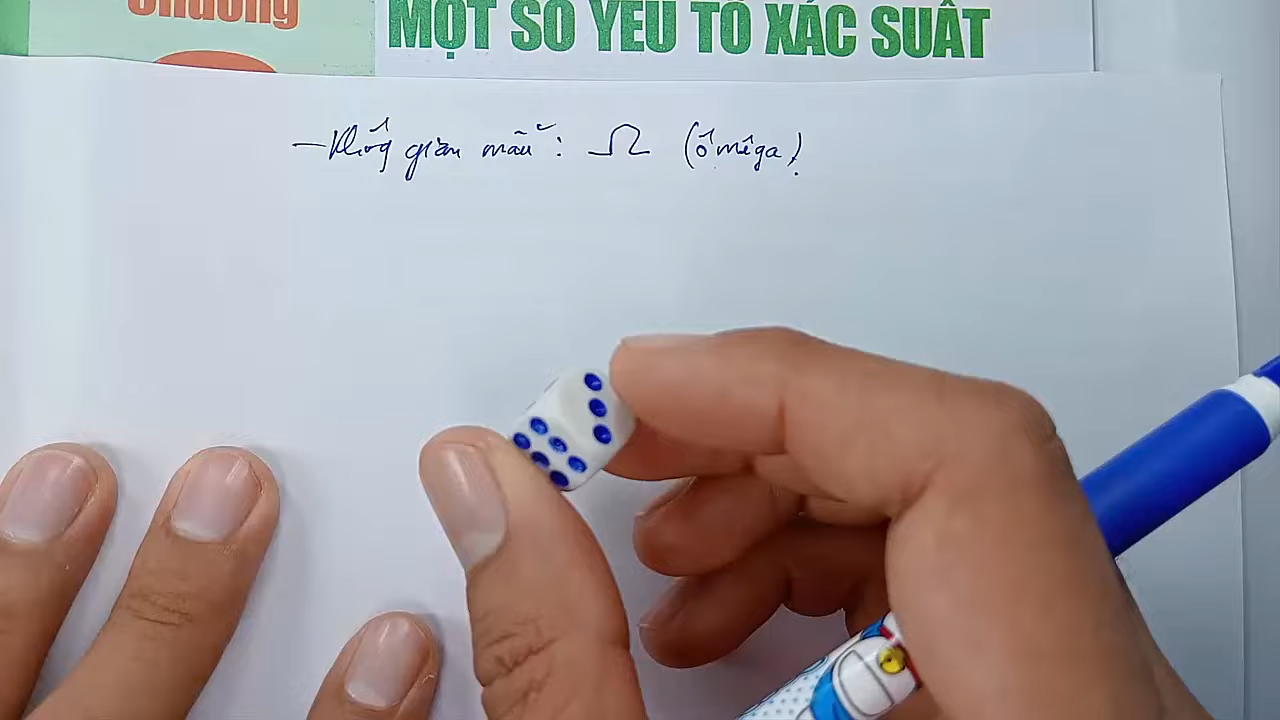 Chương
MỘT SỐ YẾU TỐ XÁC SUẤT
- Không gian mẫu: Ω (ômêga)